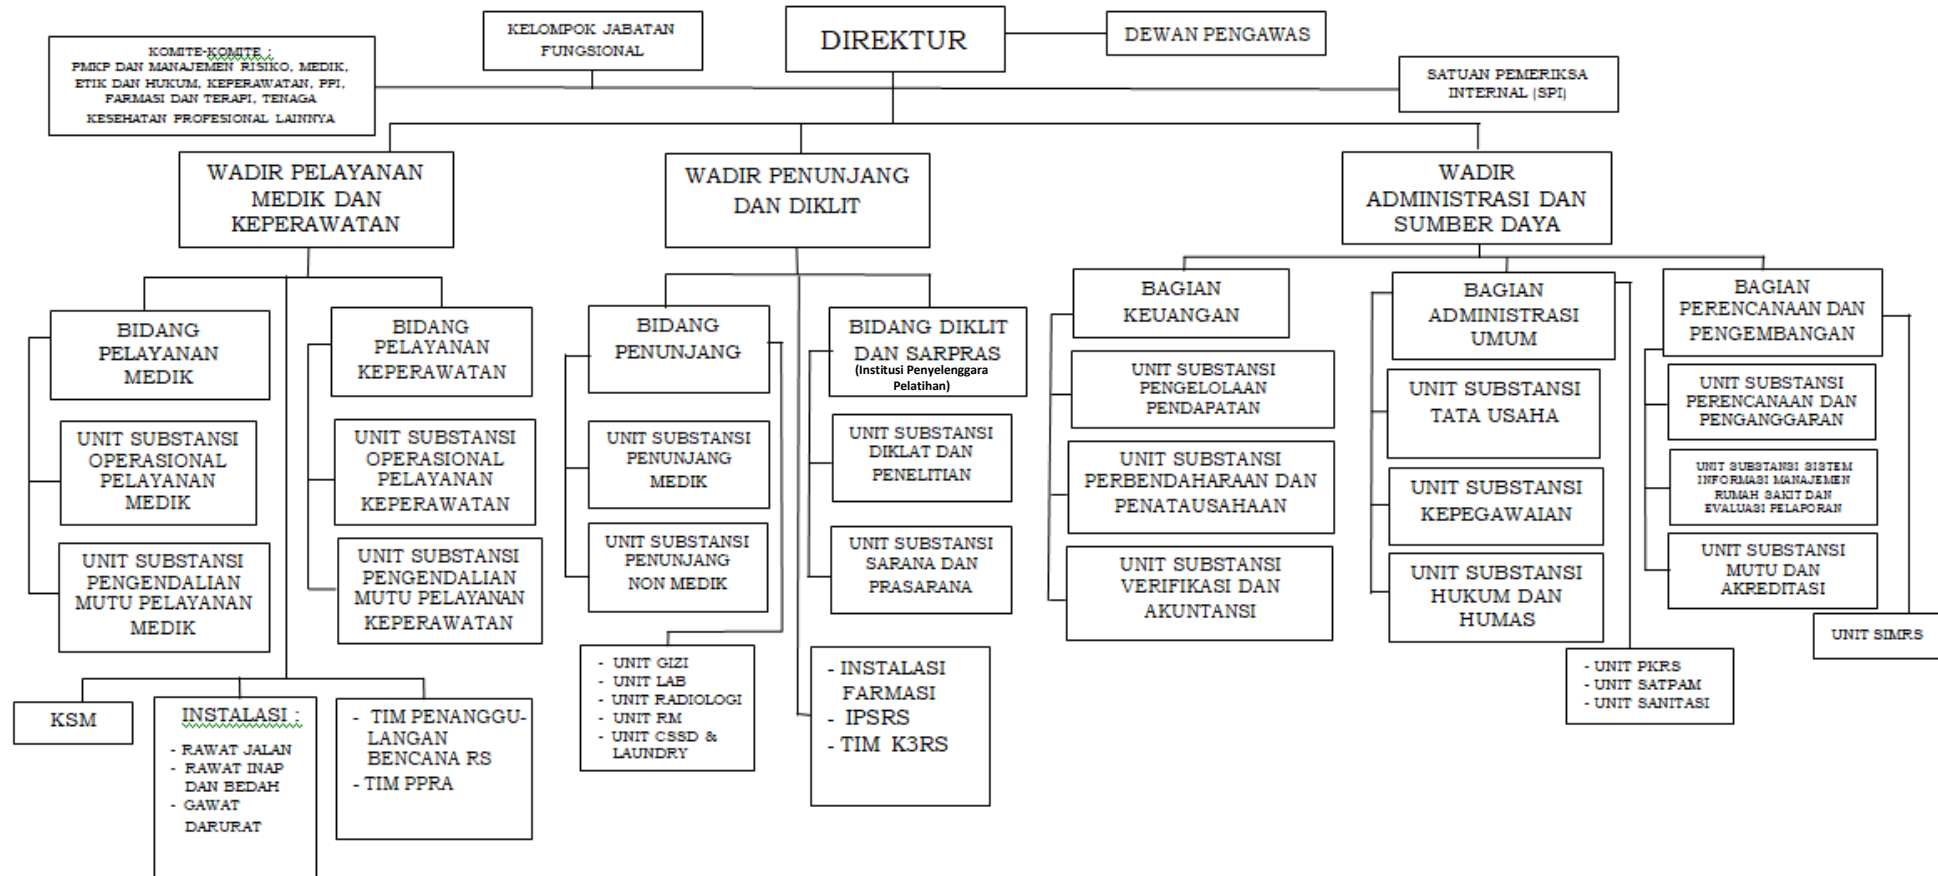 KELOMPOK JABATAN
FUNGSIONAL
DIREKTUR
DEWAN PENGAWAS
KOMITE-KOMITE :
PMKP DAN MANAJEMEN RISIKO, MEDIK,
ETIK DAN HUKUM, KEPERAWATAN, PPI,
FARMASI DAN TERAPI, TENAGA
KESEHATAN PROFESIONAL LAINNYA
SATUAN PEMERIKSA
INTERNAL (SPI)
WADIR PELAYANAN
MEDIK DAN
KEPERAWATAN
WADIR PENUNJANG
DAN DIKLIT
WADIR
ADMINISTRASI DAN
SUMBER DAYA
BIDANG
PELAYANAN
MEDIK
BIDANG
PELAYANAN
KEPERAWATAN
BIDANG
PENUNJANG
BIDANG DIKLIT
DAN SARPRAS
(Institusi Penyelenggara
Pelatihan)
BAGIAN
KEUANGAN
BAGIAN
ADMINISTRASI
UMUM
BAGIAN
PERENCANAAN DAN
PENGEMBANGAN
UNIT SUBSTANSI
OPERASIONAL
PELAYANAN
MEDIK
UNIT SUBSTANSI
OPERASIONAL
PELAYANAN
KEPERAWATAN
UNIT SUBSTANSI
PENUNJANG
MEDIK
UNIT SUBSTANSI
DIKLAT DAN
PENELITIAN
UNIT SUBSTANSI
PENGELOLAAN
PENDAPATAN
UNIT SUBSTANSI
TATA USAHA
UNIT SUBSTANSI
PERENCANAAN DAN
PENGANGGARAN
UNIT SUBSTANSI
PERBENDAHARAAN DAN
PENATAUSAHAAN
UNIT SUBSTANSI
KEPEGAWAIAN
UNIT SUBSTANSI SISTEM
INFORMASI MANAJEMEN
RUMAH SAKIT DAN
EVALUASI PELAPORAN
UNIT SUBSTANSI
PENGENDALIAN
MUTU PELAYANAN
MEDIK
UNIT SUBSTANSI
PENGENDALIAN
MUTU PELAYANAN
KEPERAWATAN
UNIT SUBSTANSI
PENUNJANG
NON MEDIK
UNIT SUBSTANSI
SARANA DAN
PRASARANA
UNIT SUBSTANSI
VERIFIKASI DAN
AKUNTANSI
UNIT SUBSTANSI
HUKUM DAN
HUMAS
UNIT SUBSTANSI
MUTU DAN
AKREDITASI
UNIT SIMRS
KSM
INSTALASI :
- RAWAT JALAN
- RAWAT INAP
DAN BEDAH
- GAWAT
DARURAT
- TIM PENANGGU-
LANGAN
BENCANA RS
- TIM PPRA
- UNIT GIZI
- UNIT LAB
- UNIT RADIOLOGI
- UNIT RM
- UNIT CSSD &
LAUNDRY
- INSTALASI
FARMASI
- IPSRS
- TIM K3RS
- UNIT PKRS
- UNIT SATPAM
- UNIT SANITASI